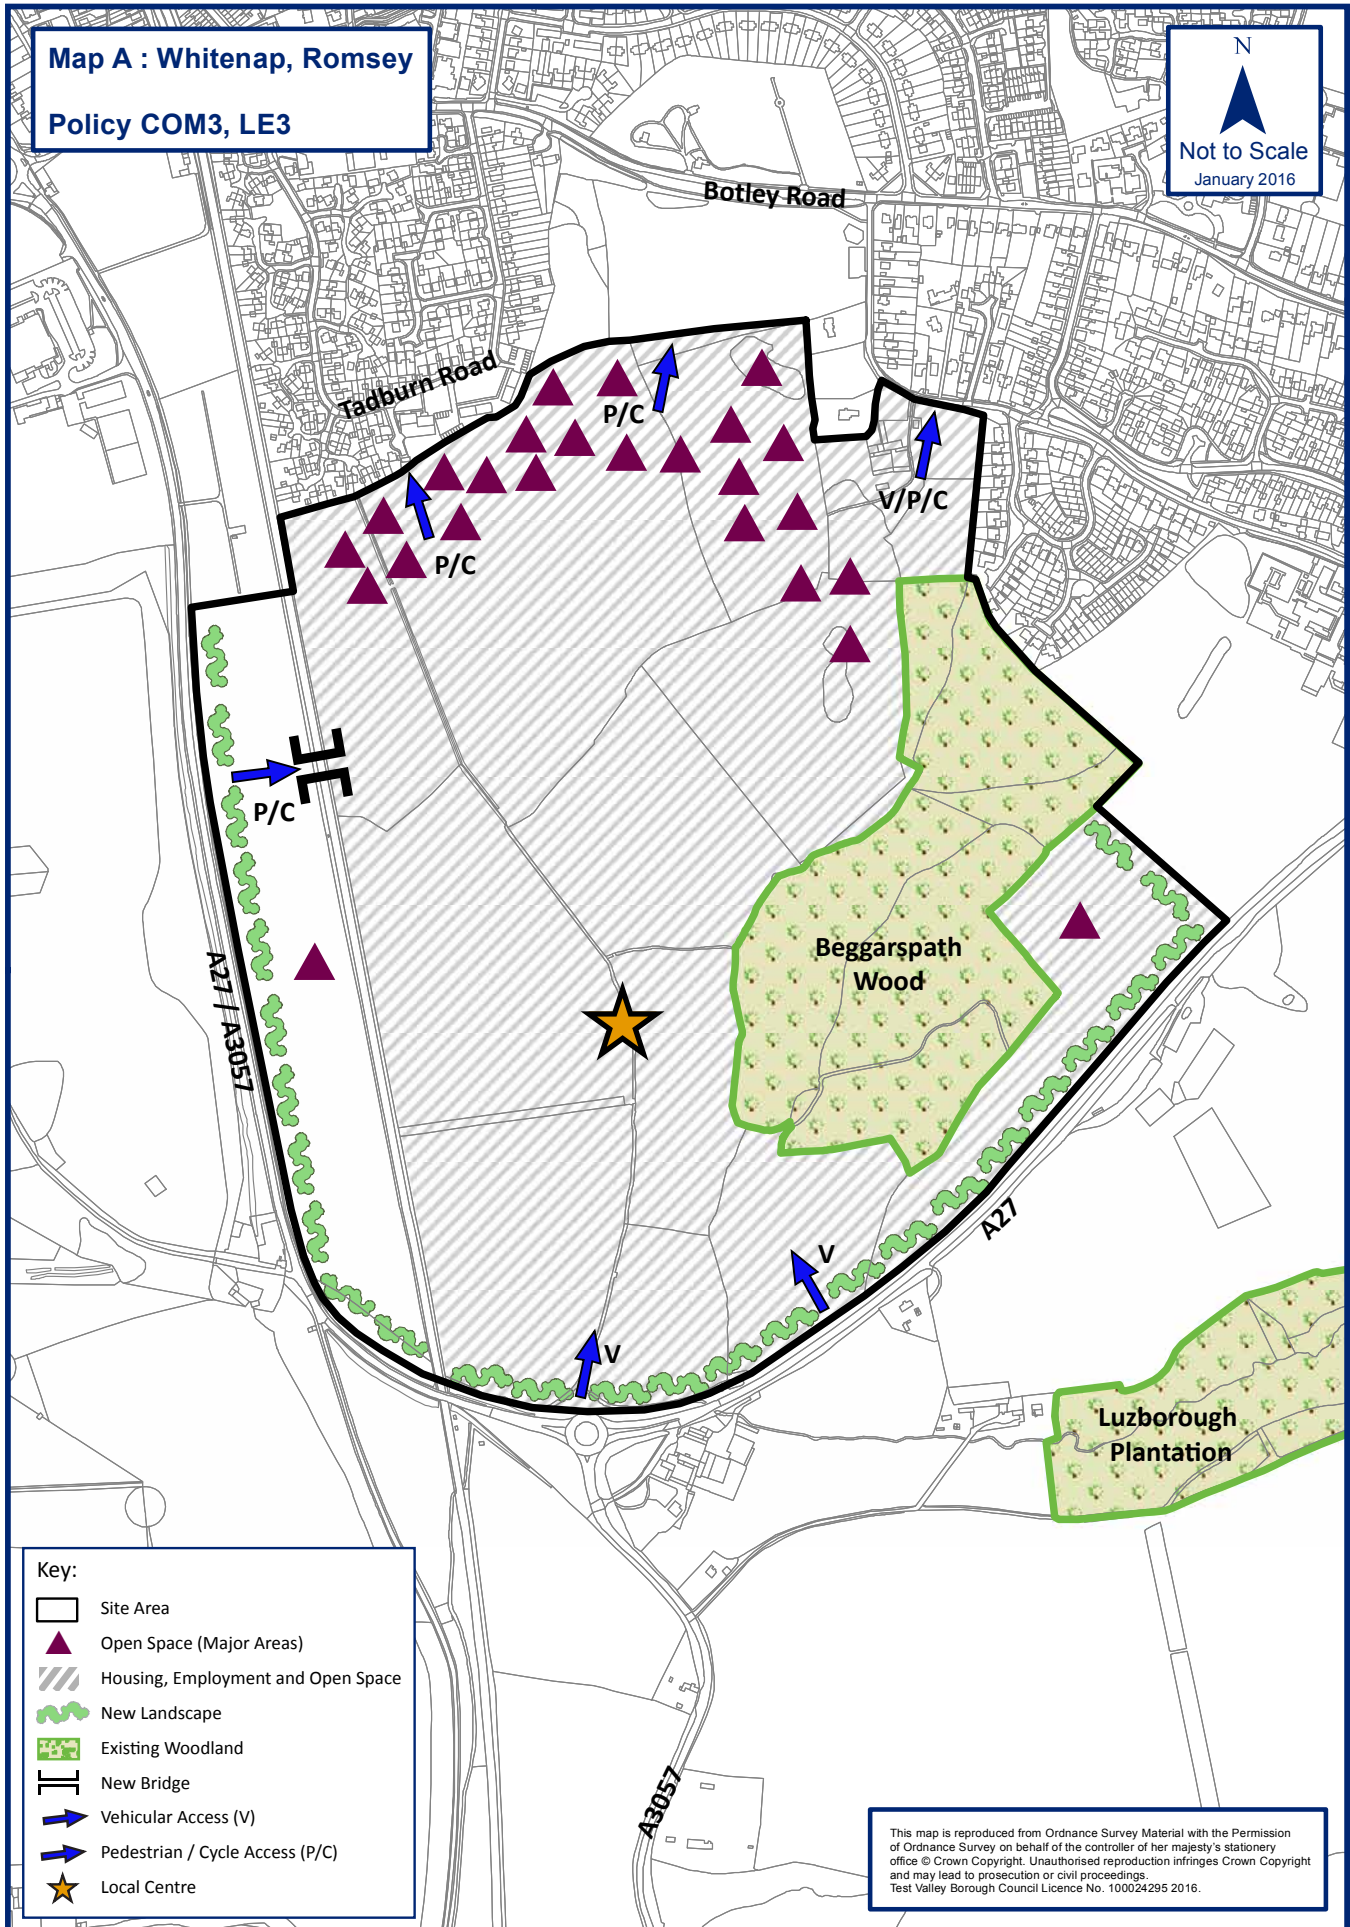 Map A : Whitenap, Romsey
Policy COM3, LE3
N
Not to Scale
January 2016
Botley Road
Tadburn Road
P/C
V/P/C
P/C
P/C
Beggarspath
Wood
A27 / A3057
A27
V
V
Luzborough
Plantation
A3057
Key:
Site Area
Open Space (Major Areas)
Housing, Employment and Open Space
New Landscape
Existing Woodland
New Bridge
Vehicular Access (V)
Pedestrian / Cycle Access (P/C)
Local Centre
This map is reproduced from Ordnance Survey Material with the Permission
of Ordnance Survey on behalf of the controller of her majesty's stationery
office © Crown Copyright. Unauthorised reproduction infringes Crown Copyright
and may lead to prosecution or civil proceedings.
Test Valley Borough Council Licence No. 100024295 2016.